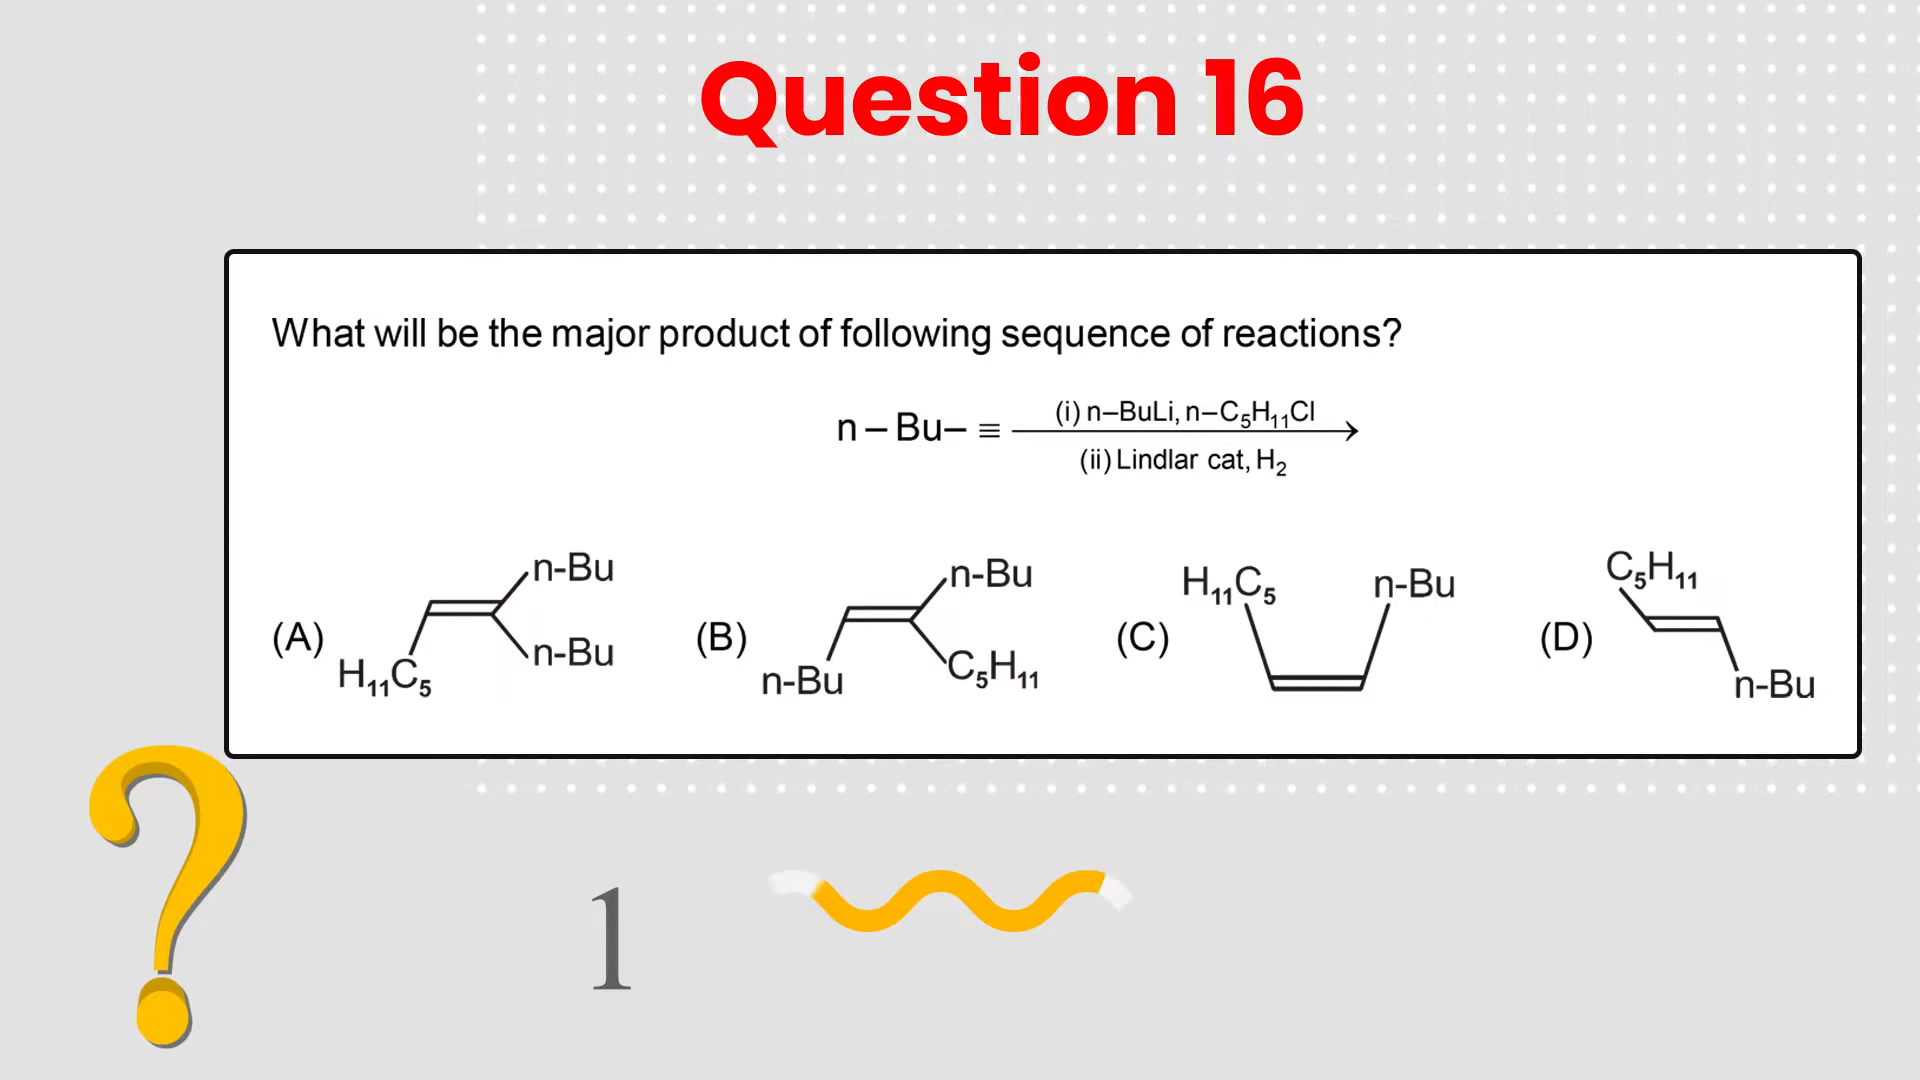 Question 16
What will be the major product of following sequence of reactions?
n – Bu– ≡
(i) n–BuLi, n–C₅H₁₁Cl
(ii) Lindlar cat, H₂
(A) H₁₁C₅ n-Bu n-Bu
(B) n-Bu n-Bu C₅H₁₁
(C) H₁₁C₅ n-Bu
(D) C₅H₁₁ n-Bu
?
1